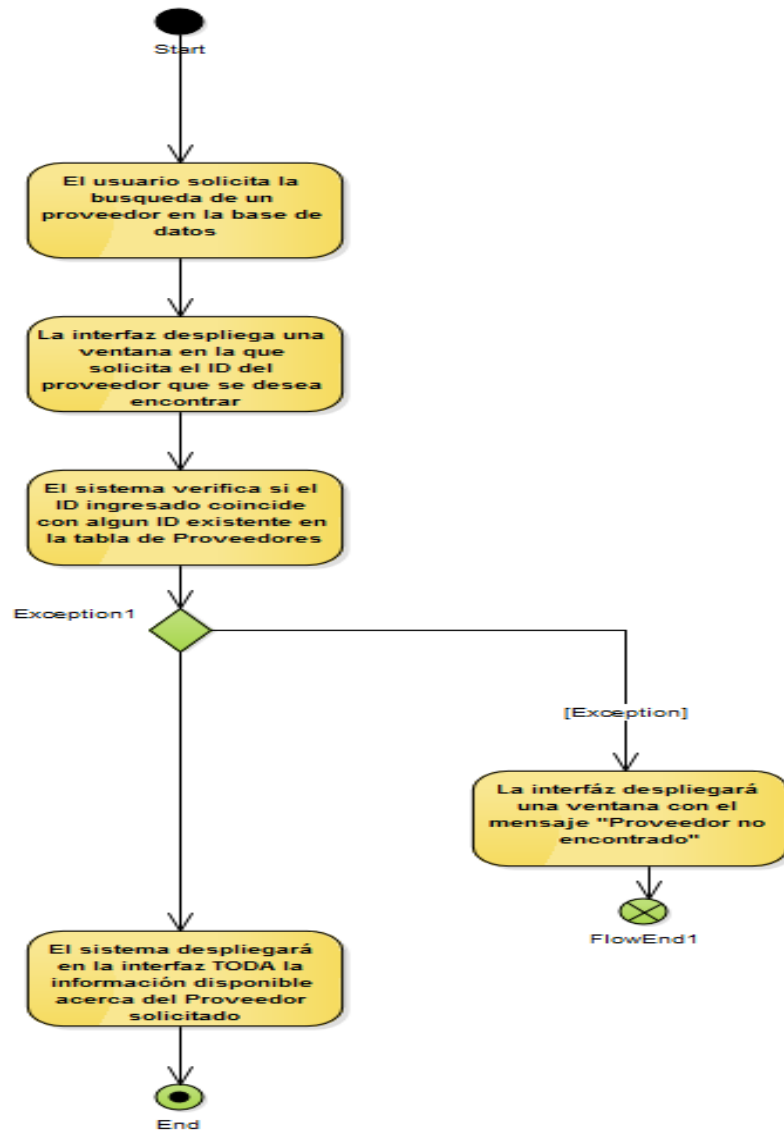 Start
El usuario solicita la
busqueda de un
proveedor en la base de
datos
La interfaz despliega una
ventana en la que
solicita el ID del
proveedor que se desea
encontrar
El sistema verifica si el
ID ingresado coincide
con algun ID existente en
la tabla de Proveedores
Exception1
[Exception]
La interfáz despliegará
una ventana con el
mensaje "Proveedor no
encontrado"
FlowEnd1
El sistema despliegará
en la interfaz TODA la
información disponible
acerca del Proveedor
solicitado
End